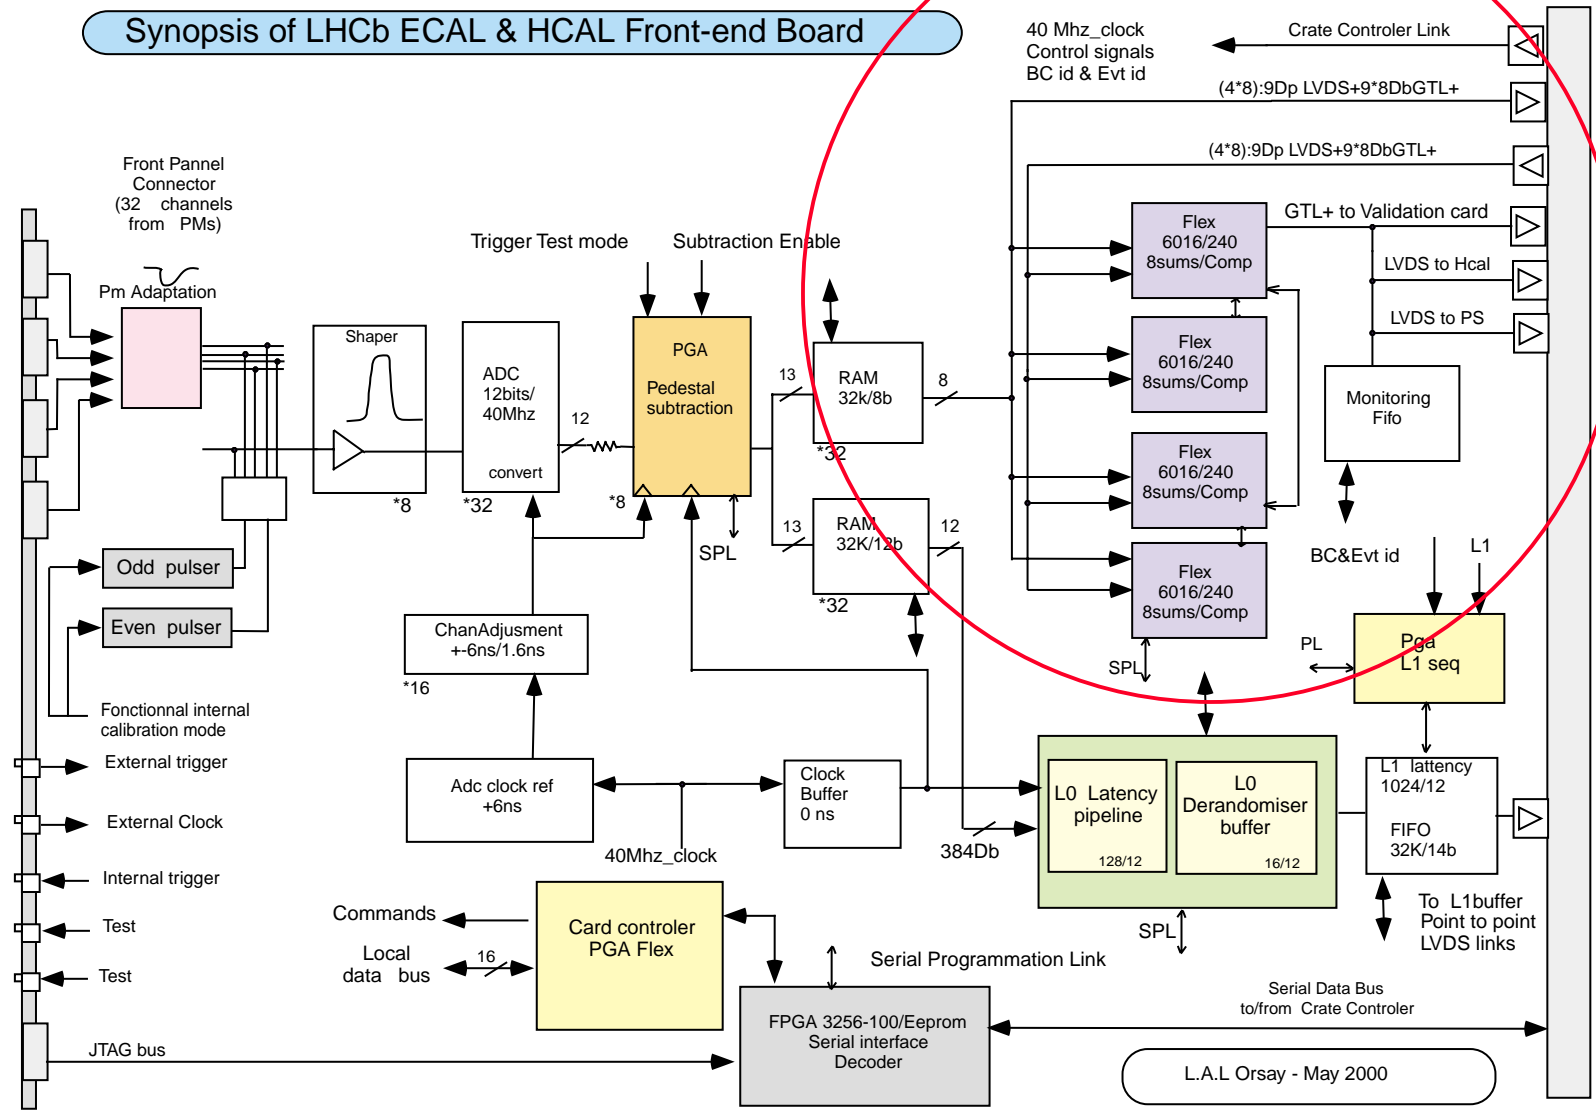 Synopsis of LHCb ECAL & HCAL Front-end Board
40 Mhz_clock
Control signals
BC id & Evt id
Crate Controler Link
(4*8):9Dp LVDS+9*8DbGTL+
(4*8):9Dp LVDS+9*8DbGTL+
Front Pannel
Connector
(32 channels
from PMs)
Pm Adaptation
Trigger Test mode
Subtraction Enable
Flex
6016/240
8sums/Comp
GTL+ to Validation card
LVDS to Hcal
LVDS to PS
Shaper
*8
ADC
12bits/
40Mhz
convert
*32
12
PGA
Pedestal
subtraction
*8
SPL
13
RAM
32k/8b
*32
8
Flex
6016/240
8sums/Comp
Monitoring
Fifo
Flex
6016/240
8sums/Comp
13
RAM
32K/12b
*32
12
Flex
6016/240
8sums/Comp
SPL
BC&Evt id
L1
Odd pulser
Even pulser
ChanAdjusment
+-6ns/1.6ns
*16
PL
Pga
L1 seq
Fonctionnal internal
calibration mode
External trigger
External Clock
Internal trigger
Test
Test
Adc clock ref
+6ns
40Mhz_clock
Clock
Buffer
0 ns
384Db
L0 Latency
pipeline
128/12
L0
Derandomiser
buffer
16/12
SPL
L1 lattency
1024/12
FIFO
32K/14b
To L1buffer
Point to point
LVDS links
Commands
Local
data bus
16
Card controler
PGA Flex
Serial Programmation Link
FPGA 3256-100/Eeprom
Serial interface
Decoder
Serial Data Bus
to/from Crate Controler
JTAG bus
L.A.L Orsay - May 2000